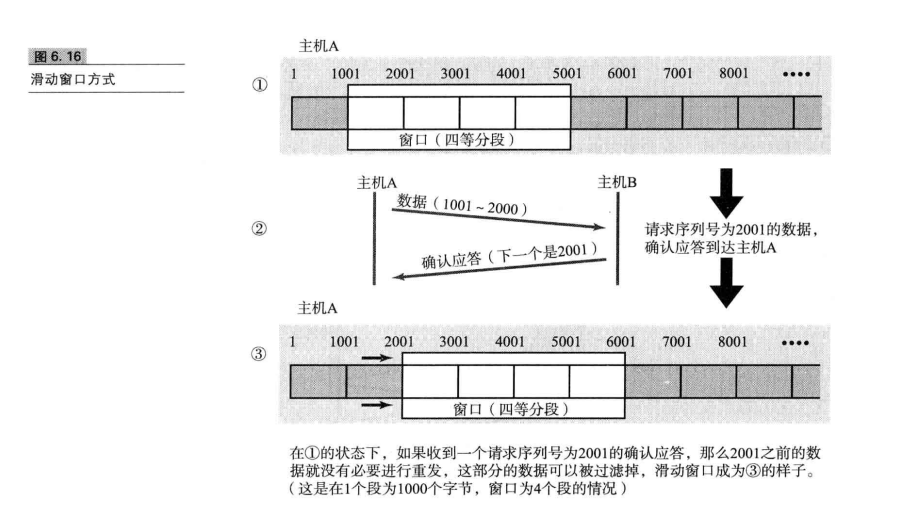 图6.16
滑动窗口方式
主机A
1 1001 2001 3001 4001 5001 6001 7001 8001 ••••
①
窗口（四等分段）
主机A 主机B
数据（1001～2000）
②
请求序列号为2001的数据，
确认应答到达主机A
确认应答（下一个是2001）
主机A
1 1001 2001 3001 4001 5001 6001 7001 8001 ••••
③
窗口（四等分段）
在①的状态下，如果收到一个请求序列号为2001的确认应答，那么2001之前的数
据就没有必要进行重发，这部分的数据可以被过滤掉，滑动窗口成为③的样子。
（这是在1个段为1000个字节，窗口为4个段的情况）